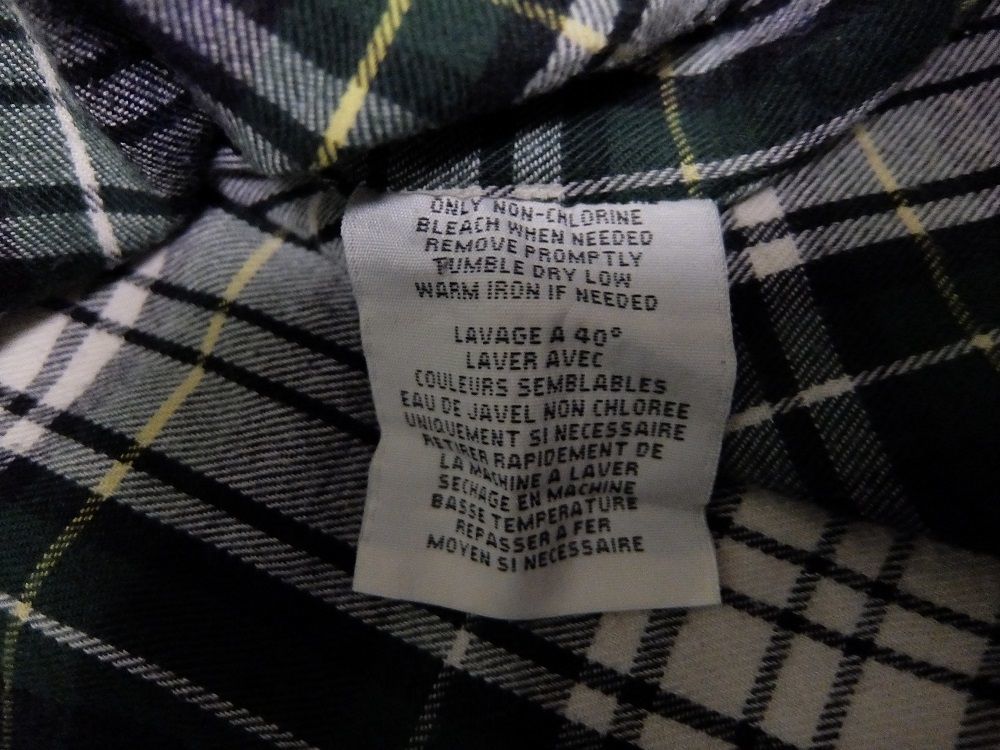 ONLY NON-CHLORINE
BLEACH WHEN NEEDED
REMOVE PROMPTLY
TUMBLE DRY LOW
WARM IRON IF NEEDED
LAVAGE A 40°
LAVER AVEC
COULEURS SEMBLABLES
EAU DE JAVEL NON CHLOREE
UNIQUEMENT SI NECESSAIRE
RETIRER RAPIDEMENT DE
LA MACHINE A LAVER
SECHAGE EN MACHINE
BASSE TEMPERATURE
REPASSER A FER
MOYEN SI NECESSAIRE